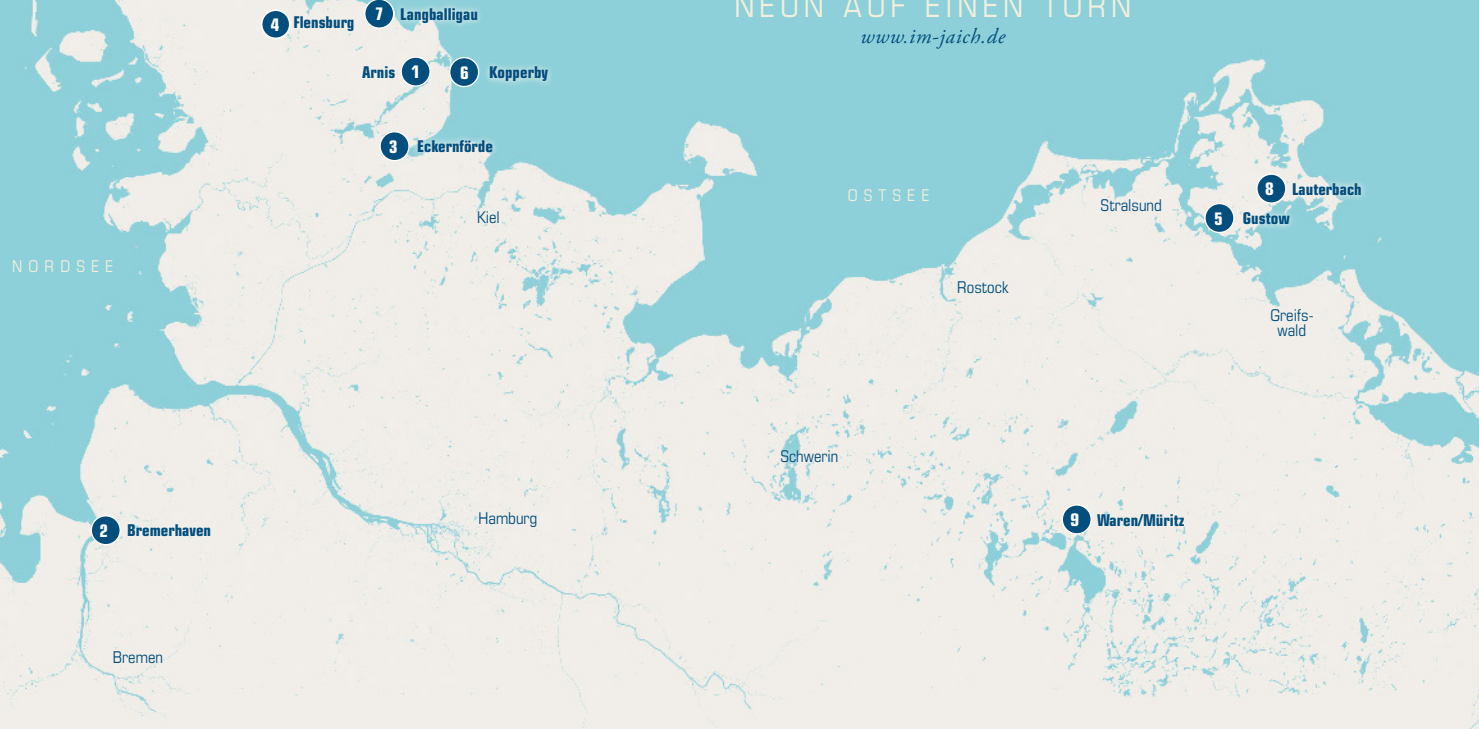 NEUN AUF EINEN TÖRN
www.im-jaich.de
7 Langballigau
4 Flensburg
Arnis 1
6 Kopperby
3 Eckernförde
OSTSEE
8 Lauterbach
Stralsund
5 Gustow
Kiel
NORDSEE
Rostock
Greifs-
wald
Schwerin
Hamburg
9 Waren/Müritz
2 Bremerhaven
Bremen